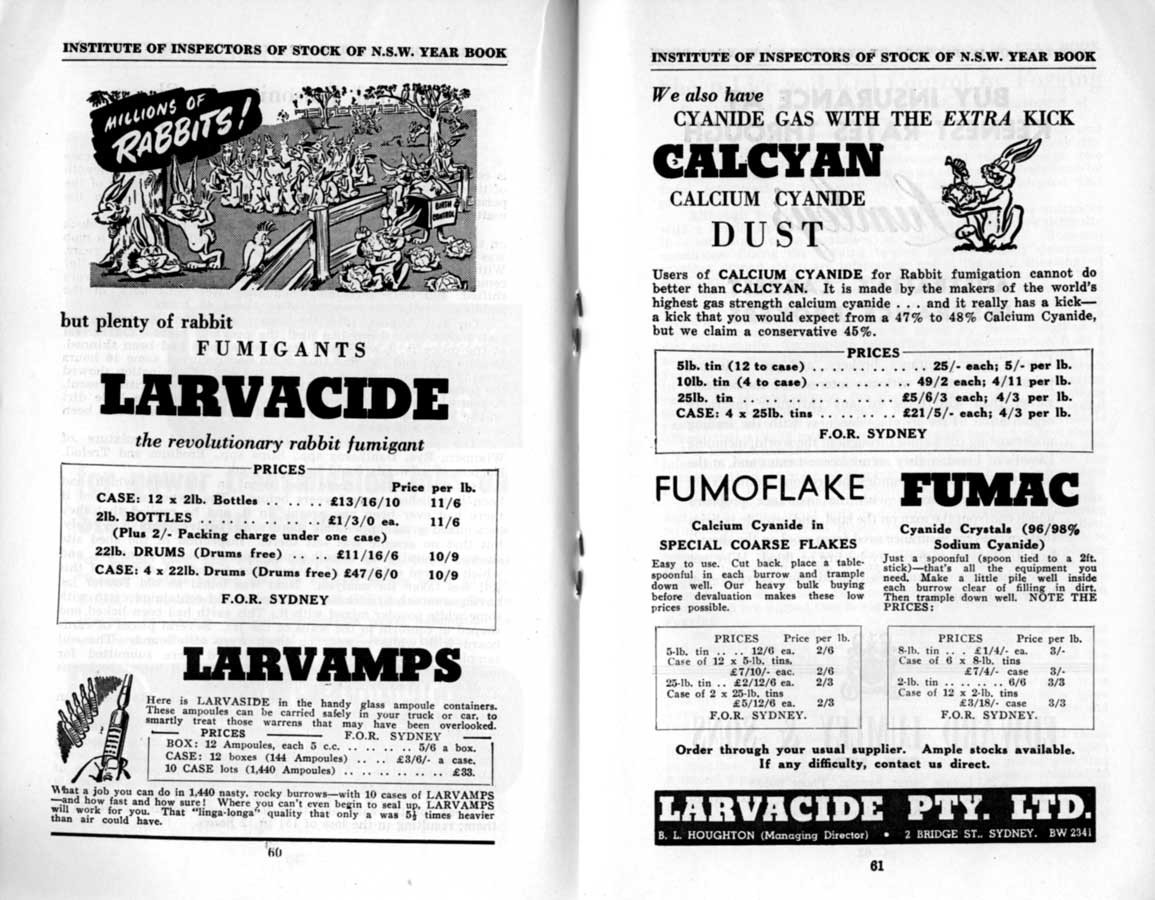 INSTITUTE OF INSPECTORS OF STOCK OF N.S.W. YEAR BOOK
MILLIONS OF
RABBITS!
BIRTH
CONTROL
but plenty of rabbit
FUMIGANTS
LARVACIDE
the revolutionary rabbit fumigant
PRICES
Price per lb.
CASE: 12 x 2lb. Bottles .. .. £13/16/10 11/6
2lb. BOTTLES .. .. .. .. .. £1/3/0 ea. 11/6
(Plus 2/- Packing charge under one case)
22lb. DRUMS (Drums free) .. .. £11/16/6 10/9
CASE: 4 x 22lb. Drums (Drums free) £47/6/0 10/9
F.O.R. SYDNEY
LARVAMPS
Here is LARVASIDE in the handy glass ampoule containers.
These ampoules can be carried safely in your truck or car, to
smartly treat those warrens that may have been overlooked.
PRICES F.O.R. SYDNEY
BOX: 12 Ampoules, each 5 c.c. .. .. .. 5/6 a box.
CASE: 12 boxes (144 Ampoules) .. .. £3/6/- a case.
10 CASE lots (1,440 Ampoules) .. .. .. .. £33.
What a job you can do in 1,440 nasty, rocky burrows—with 10 cases of LARVAMPS
—and how fast and how sure! Where you can't even begin to seal up, LARVAMPS
will work for you. That "linga-longa" quality that only a was 5½ times heavier
than air could have.
60
INSTITUTE OF INSPECTORS OF STOCK OF N.S.W. YEAR BOOK
We also have
CYANIDE GAS WITH THE EXTRA KICK
CALCYAN
CALCIUM CYANIDE
DUST
Users of CALCIUM CYANIDE for Rabbit fumigation cannot do
better than CALCYAN. It is made by the makers of the world's
highest gas strength calcium cyanide . . . and it really has a kick—
a kick that you would expect from a 47% to 48% Calcium Cyanide,
but we claim a conservative 45%.
PRICES
5lb. tin (12 to case) .. .. .. .. .. 25/- each; 5/- per lb.
10lb. tin (4 to case) .. .. .. .. 49/2 each; 4/11 per lb.
25lb. tin .. .. .. .. .. .. £5/6/3 each; 4/3 per lb.
CASE: 4 x 25lb. tins .. .. .. £21/5/- each; 4/3 per lb.
F.O.R. SYDNEY
FUMOFLAKE
Calcium Cyanide in
SPECIAL COARSE FLAKES
Easy to use. Cut back, place a table-
spoonful in each burrow and trample
down well. Our heavy bulk buying
before devaluation makes these low
prices possible.
PRICES Price per lb.
5-lb. tin .. .. 12/6 ea. 2/6
Case of 12 x 5-lb. tins.
£7/10/- eac. 2/6
25-lb. tin .. £2/12/6 ea. 2/3
Case of 2 x 25-lb. tins
£5/12/6 ea. 2/3
F.O.R. SYDNEY.
FUMAC
Cyanide Crystals (96/98%
Sodium Cyanide)
Just a spoonful (spoon tied to a 2ft.
stick)—that's all the equipment you
need. Make a little pile well inside
each burrow clear of filling in dirt.
Then trample down well. NOTE THE
PRICES:
PRICES Price per lb.
8-lb. tin .. . £1/4/- ea. 3/-
Case of 6 x 8-lb. tins
£7/4/- case 3/-
2-lb. tin .. .. .. 6/6 3/3
Case of 12 x 2-lb. tins
£3/18/- case 3/3
F.O.R. SYDNEY.
Order through your usual supplier. Ample stocks available.
If any difficulty, contact us direct.
LARVACIDE PTY. LTD.
B. L. HOUGHTON (Managing Director) • 2 BRIDGE ST., SYDNEY. BW 2341
61